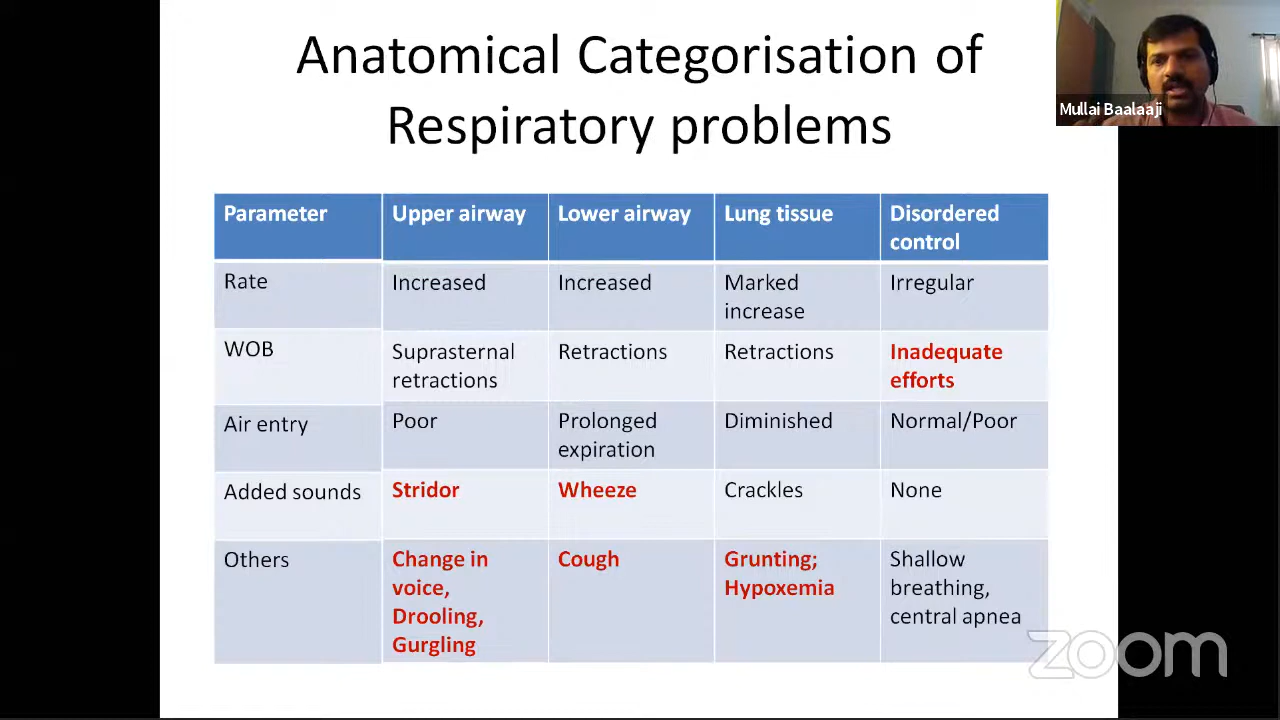 Anatomical Categorisation of
Respiratory problems
Mullai Baalaaji
Parameter
Upper airway
Lower airway
Lung tissue
Disordered
control
Rate
Increased
Increased
Marked
increase
Irregular
WOB
Suprasternal
retractions
Retractions
Retractions
Inadequate
efforts
Air entry
Poor
Prolonged
expiration
Diminished
Normal/Poor
Added sounds
Stridor
Wheeze
Crackles
None
Others
Change in
voice,
Drooling,
Gurgling
Cough
Grunting;
Hypoxemia
Shallow
breathing,
central apnea
zoom